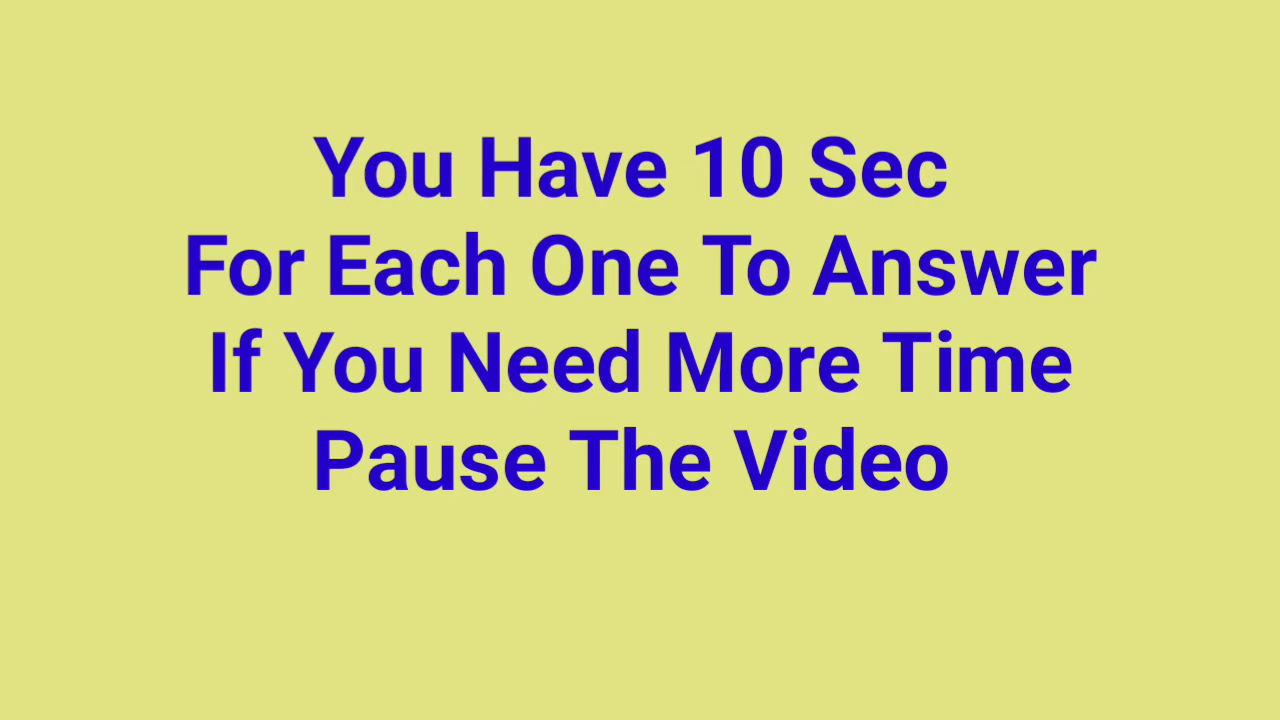 You Have 10 Sec
For Each One To Answer
If You Need More Time
Pause The Video